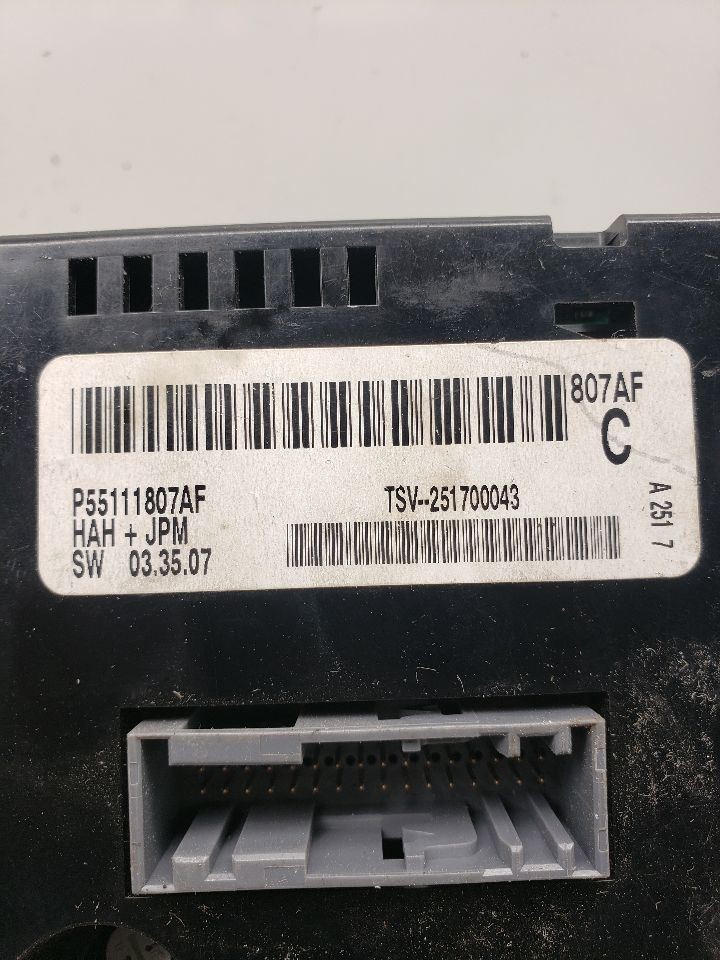 807AF
C
P55111807AF
HAH + JPM
SW 03.35.07
TSV--251700043
A 251 7